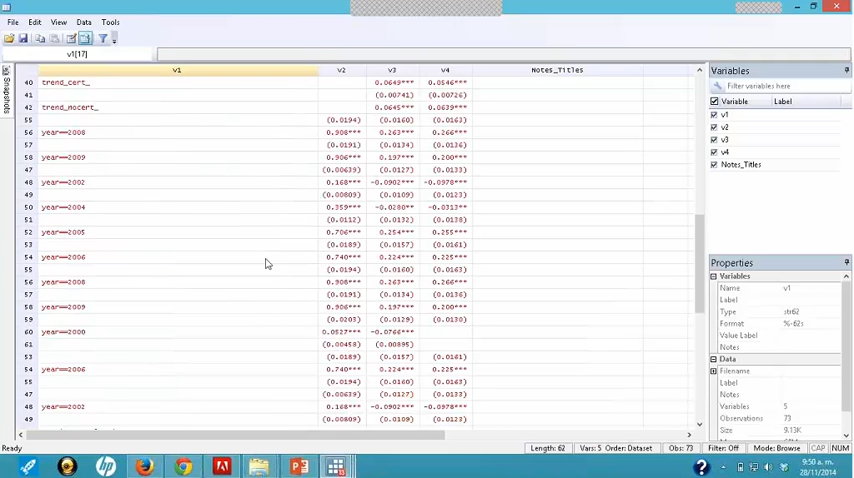 File Edit View Data Tools
v1[17]
Snapshots
v1 v2 v3 v4 Notes_Titles
40 trend_cert_ 0.0649*** 0.0546***
41 (0.00741) (0.00726)
42 trend_nocert_ 0.0645*** 0.0639***
55 (0.0194) (0.0160) (0.0163)
56 year==2008 0.908*** 0.263*** 0.266***
57 (0.0191) (0.0134) (0.0136)
58 year==2009 0.906*** 0.197*** 0.200***
47 (0.00639) (0.0127) (0.0133)
48 year==2002 0.168*** -0.0902*** -0.0978***
49 (0.00809) (0.0109) (0.0123)
50 year==2004 0.359*** -0.0280** -0.0313**
51 (0.0112) (0.0132) (0.0138)
52 year==2005 0.706*** 0.254*** 0.255***
53 (0.0189) (0.0157) (0.0161)
54 year==2006 0.740*** 0.224*** 0.225***
55 (0.0194) (0.0160) (0.0163)
56 year==2008 0.908*** 0.263*** 0.266***
57 (0.0191) (0.0134) (0.0136)
58 year==2009 0.906*** 0.197*** 0.200***
59 (0.0203) (0.0129) (0.0130)
60 year==2000 0.0527*** -0.0766***
61 (0.00458) (0.00895)
53 (0.0189) (0.0157) (0.0161)
54 year==2006 0.740*** 0.224*** 0.225***
55 (0.0194) (0.0160) (0.0163)
47 (0.00639) (0.0127) (0.0133)
48 year==2002 0.168*** -0.0902*** -0.0978***
49 (0.00809) (0.0109) (0.0123)
Variables
Filter variables here
Variable Label
v1
v2
v3
v4
Notes_Titles
Properties
Variables
Name v1
Label
Type str62
Format %-62s
Value Label
Notes
Data
Filename
Label
Notes
Variables 5
Observations 73
Size 9.13K
Ready Length: 62 Vars: 5 Order: Dataset Obs: 73 Filter: Off Mode: Browse CAP NUM
9:50 a. m.
28/11/2014